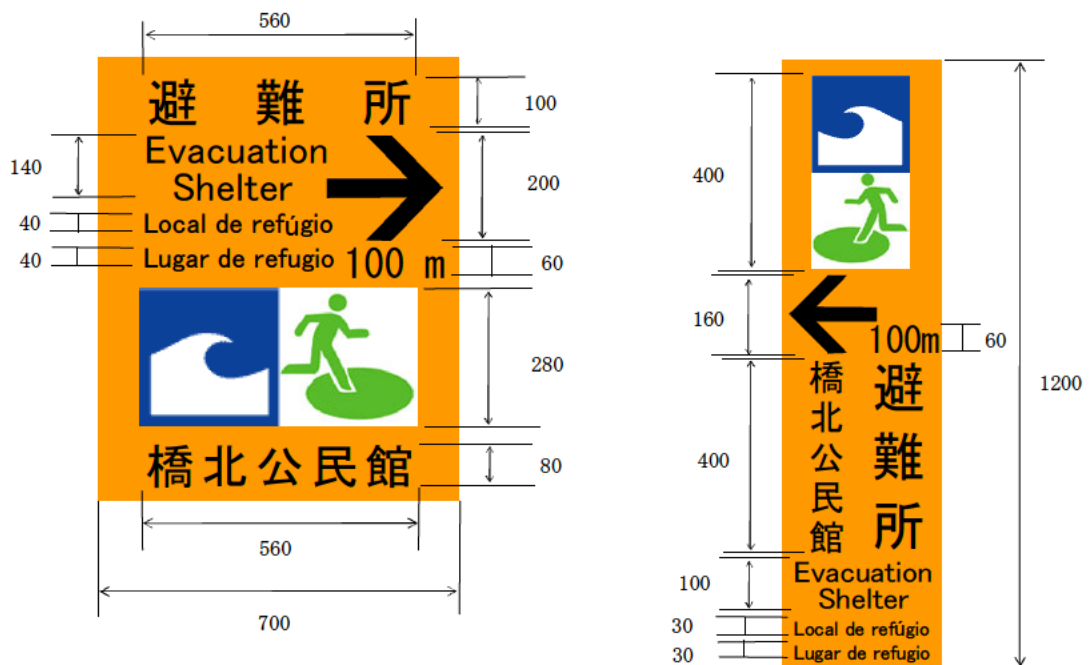 560
避難所
100
Evacuation
Shelter
140
200
40
Local de refúgio
40
Lugar de refugio
100 m
60
280
橋北公民館
80
560
700
400
160
100m
60
1200
避難所
橋北公民館
400
Evacuation
Shelter
100
Local de refúgio
30
Lugar de refugio
30